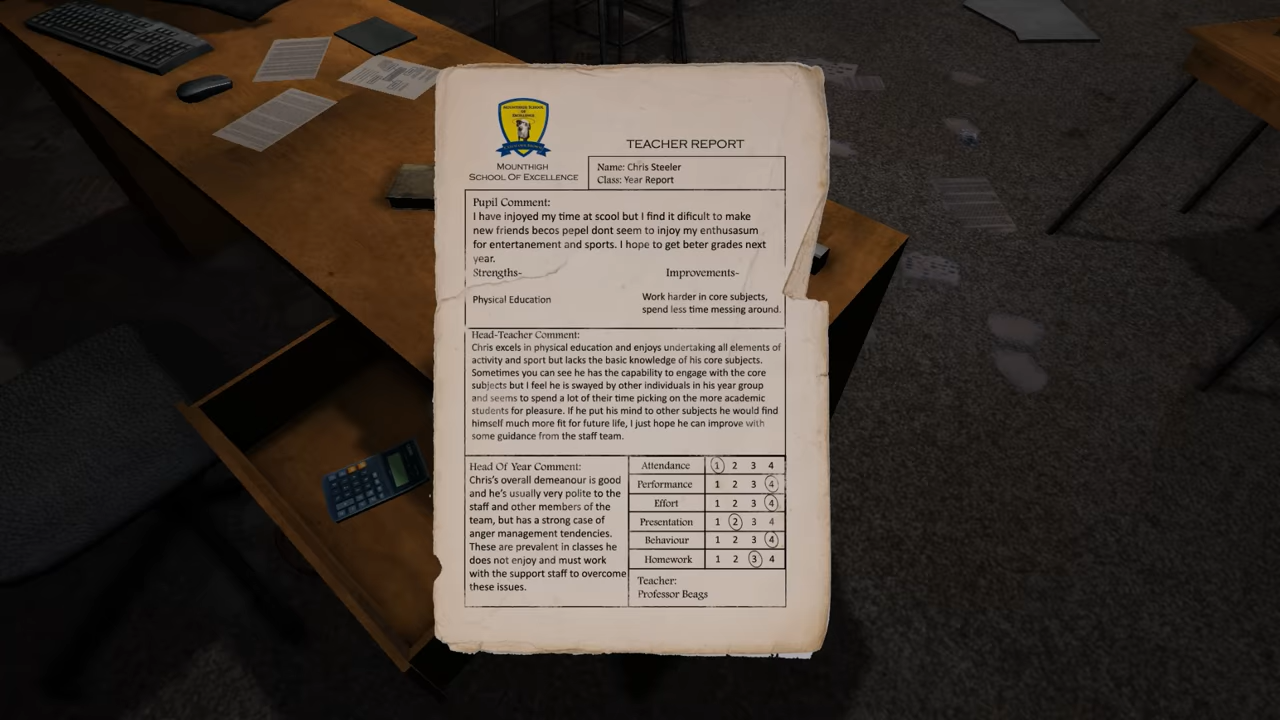 MOUNTHIGH SCHOOL
OF
EXCELLENCE
MOUNTHIGH
SCHOOL OF EXCELLENCE
TEACHER REPORT
Name: Chris Steeler
Class: Year Report
Pupil Comment:
I have injoyed my time at scool but I find it dificult to make
new friends becos pepel dont seem to injoy my enthusasum
for entertanement and sports. I hope to get beter grades next
year.
Strengths- Improvements-
Physical Education
Work harder in core subjects,
spend less time messing around.
Head-Teacher Comment:
Chris excels in physical education and enjoys undertaking all elements of
activity and sport but lacks the basic knowledge of his core subjects.
Sometimes you can see he has the capability to engage with the core
subjects but I feel he is swayed by other individuals in his year group
and seems to spend a lot of their time picking on the more academic
students for pleasure. If he put his mind to other subjects he would find
himself much more fit for future life, I just hope he can improve with
some guidance from the staff team.
Head Of Year Comment:
Chris's overall demeanour is good
and he's usually very polite to the
staff and other members of the
team, but has a strong case of
anger management tendencies.
These are prevalent in classes he
does not enjoy and must work
with the support staff to overcome
these issues.
Attendance 1 2 3 4
Performance 1 2 3 4
Effort 1 2 3 4
Presentation 1 2 3 4
Behaviour 1 2 3 4
Homework 1 2 3 4
Teacher:
Professor Beags